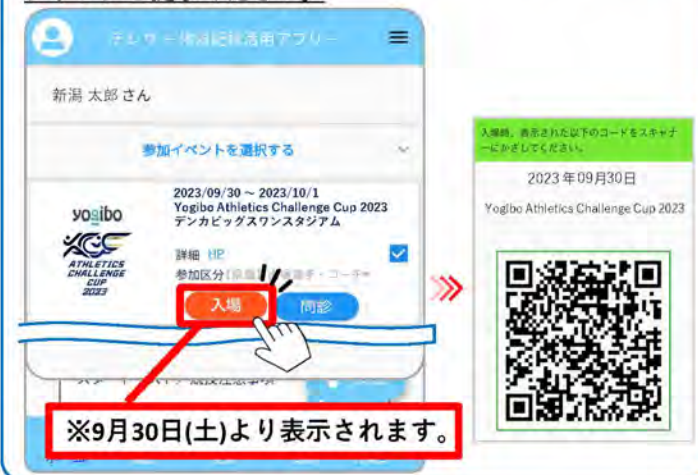 新潟 太郎 さん
参加イベントを選択する
yogibo
ATHLETICS
CHALLENGE
CUP
2023
2023/09/30 ~ 2023/10/1
Yogibo Athletics Challenge Cup 2023
デンカビッグスワンスタジアム
詳細 HP
参加区分
入場
問診
※9月30日(土)より表示されます。
入場時、表示された以下のコードをスキャナ
ーにかざしてください。
2023年09月30日
Yogibo Athletics Challenge Cup 2023